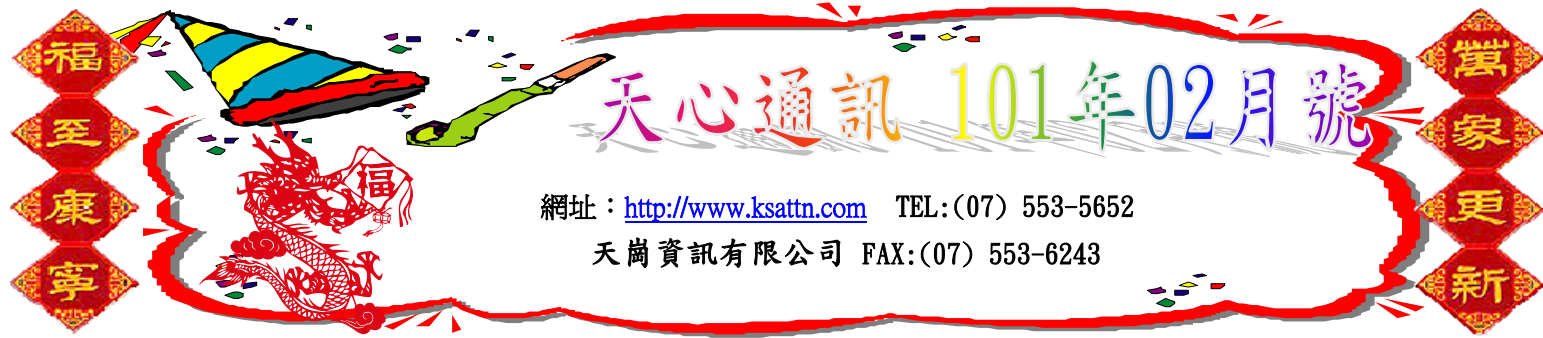 福至康寧
天心通訊 101年02月號
福
網址：http://www.ksattn.com TEL:(07) 553-5652
天崗資訊有限公司 FAX:(07) 553-6243
萬象更新